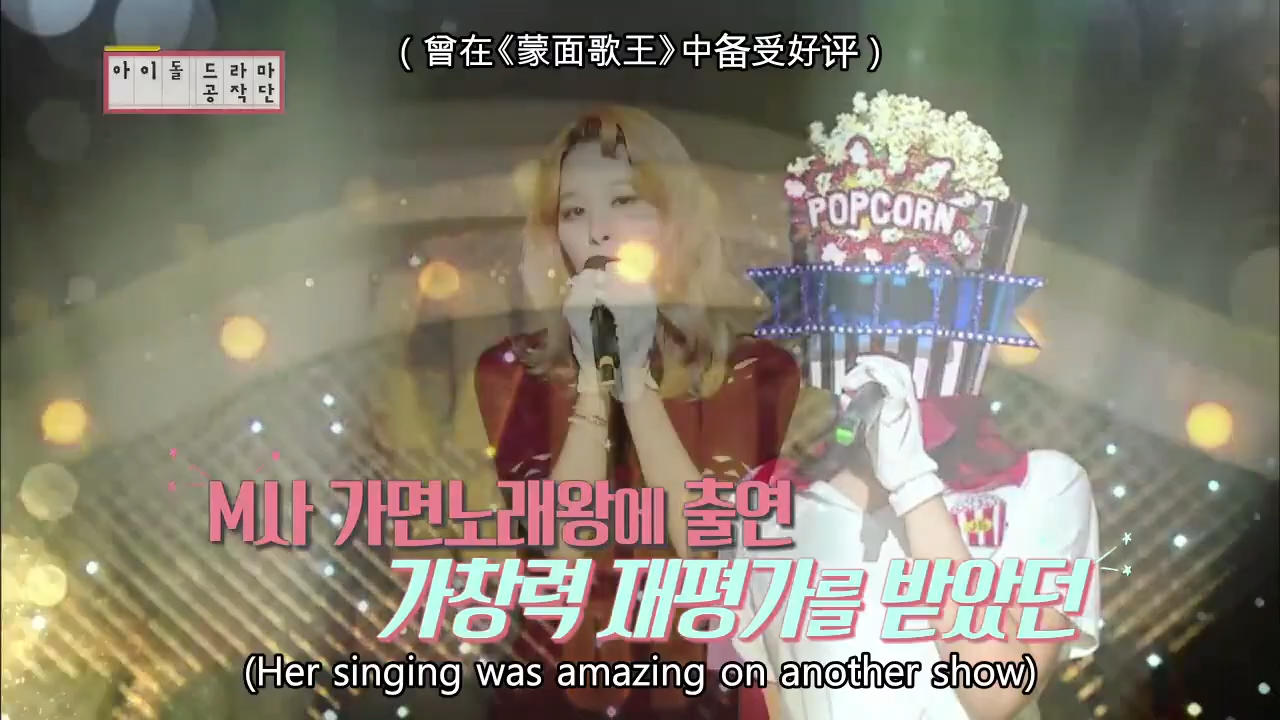 (曾在《蒙面歌王》中备受好评)
아이돌 드라마
공작단
POPCORN
M사 가면노래왕에 출연
가창력 재평가를 받았던
(Her singing was amazing on another show)